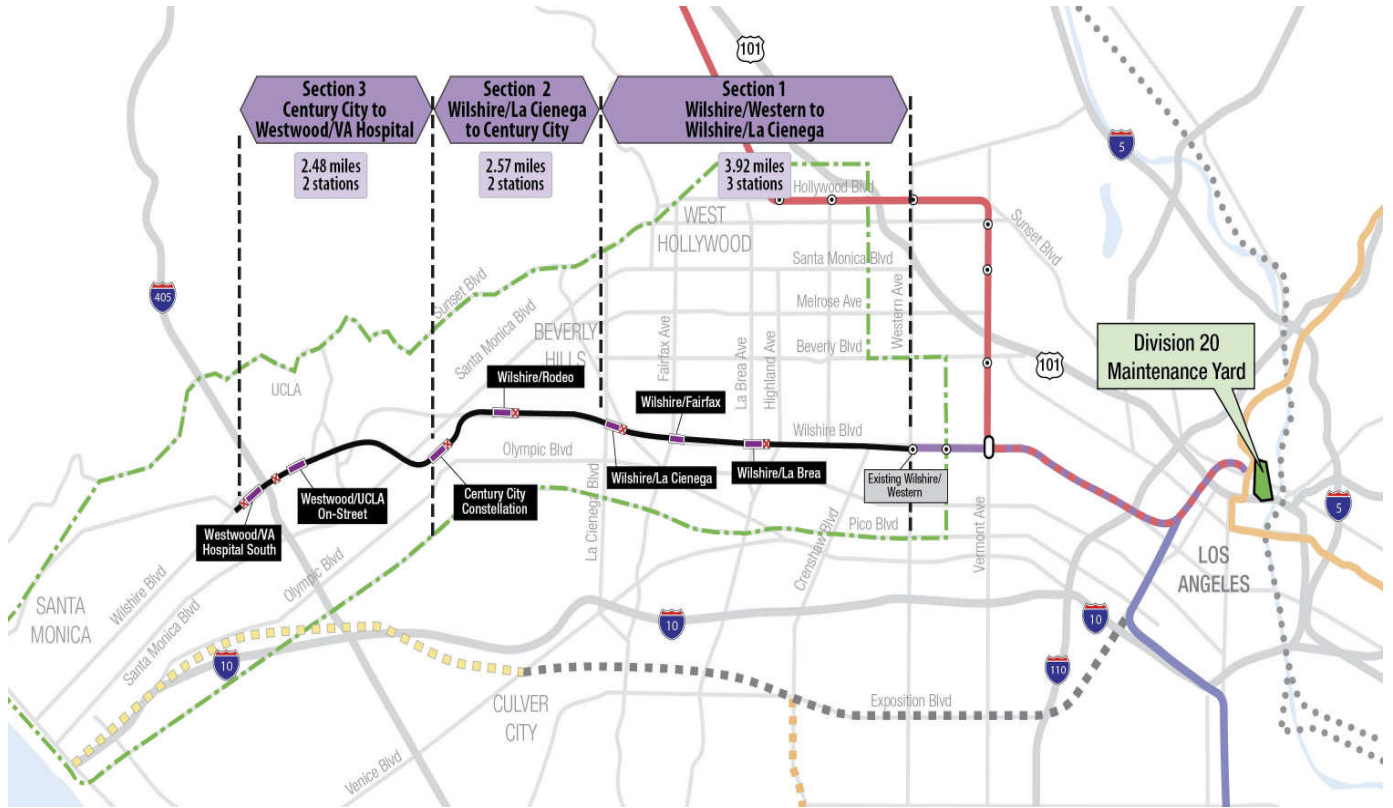 101
Section 3
Century City to
Westwood/VA Hospital
Section 2
Wilshire/La Cienega
to Century City
Section 1
Wilshire/Western to
Wilshire/La Cienega
5
2.48 miles
2 stations
2.57 miles
2 stations
3.92 miles
3 stations
Hollywood Blvd
WEST
HOLLYWOOD
Sunset Blvd
Santa Monica Blvd
405
Sunset Blvd
Melrose Ave
Western Ave
Santa Monica Blvd
BEVERLY
HILLS
Fairfax Ave
La Brea Ave
Highland Ave
Beverly Blvd
101
Division 20
Maintenance Yard
UCLA
Wilshire/Rodeo
Wilshire/Fairfax
Wilshire Blvd
Olympic Blvd
Wilshire/La Cienega
Wilshire/La Brea
Existing Wilshire/
Western
Westwood/UCLA
On-Street
Century City
Constellation
Westwood/VA
Hospital South
La Cienega Blvd
Crenshaw Blvd
Pico Blvd
Vermont Ave
5
LOS
ANGELES
SANTA
MONICA
Wilshire Blvd
Santa Monica Blvd
Olympic Blvd
10
10
10
110
CULVER
CITY
Exposition Blvd
Venice Blvd